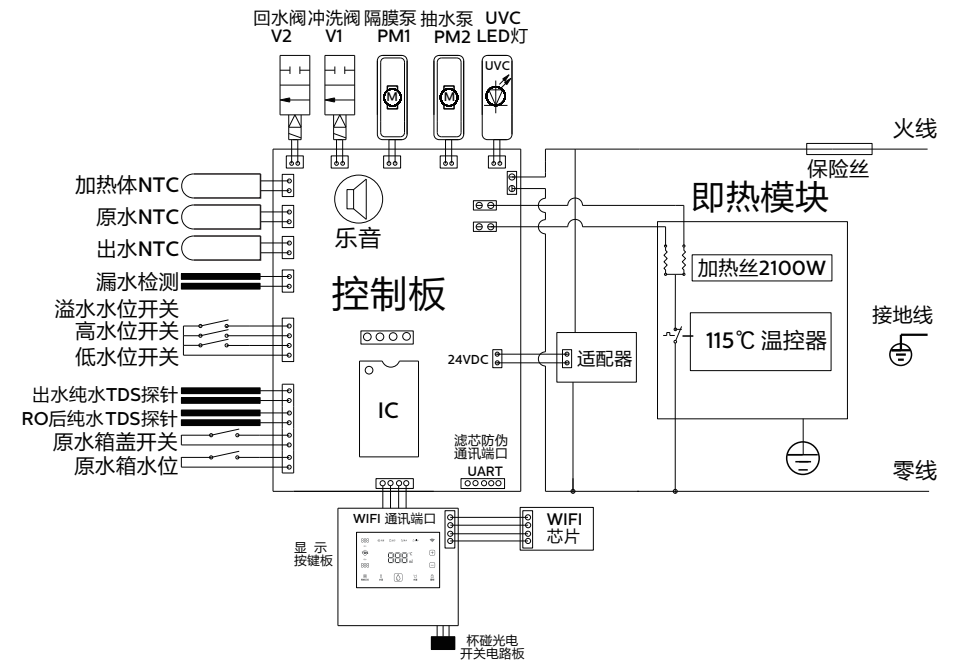 回水阀 冲洗阀 隔膜泵 抽水泵 UVC
V2 V1 PM1 PM2 LED灯
UVC
M M
火线
保险丝
加热体NTC
原水NTC
出水NTC
漏水检测
溢水水位开关
高水位开关
低水位开关
出水纯水TDS探针
RO后纯水TDS探针
原水箱盖开关
原水箱水位
乐音
控制板
IC
24VDC
适配器
滤芯防伪
通讯端口
UART
即热模块
加热丝2100W
115℃ 温控器
接地线
零线
WIFI 通讯端口
显 示
按键板
888
WIFI
芯片
杯碰光电
开关电路板